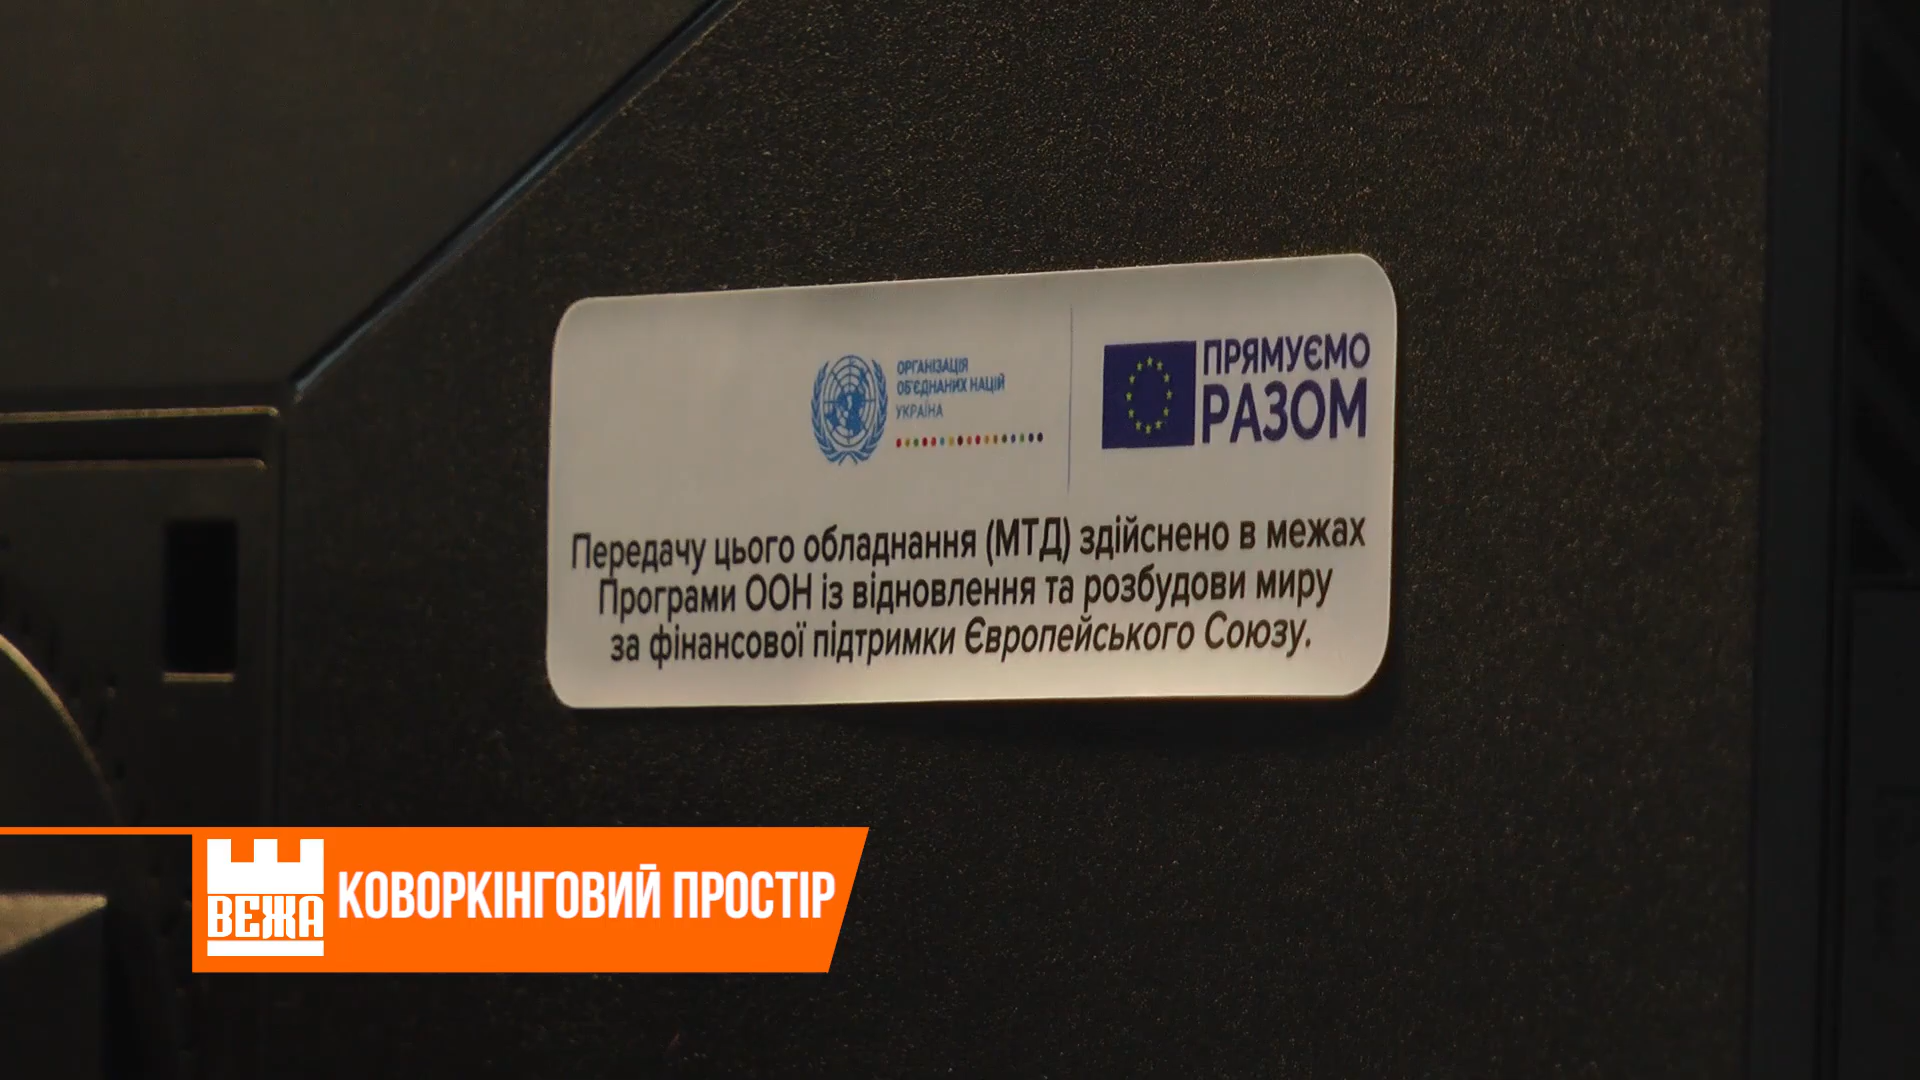 ОРГАНІЗАЦІЯ
ОБ'ЄДНАНИХ НАЦІЙ
УКРАЇНА
ПРЯМУЄМО
РАЗОМ
Передачу цього обладнання (МТД) здійснено в межах
Програми ООН із відновлення та розбудови миру
за фінансової підтримки Європейського Союзу.
ВЕЖА
КОВОРКІНГОВИЙ ПРОСТІР